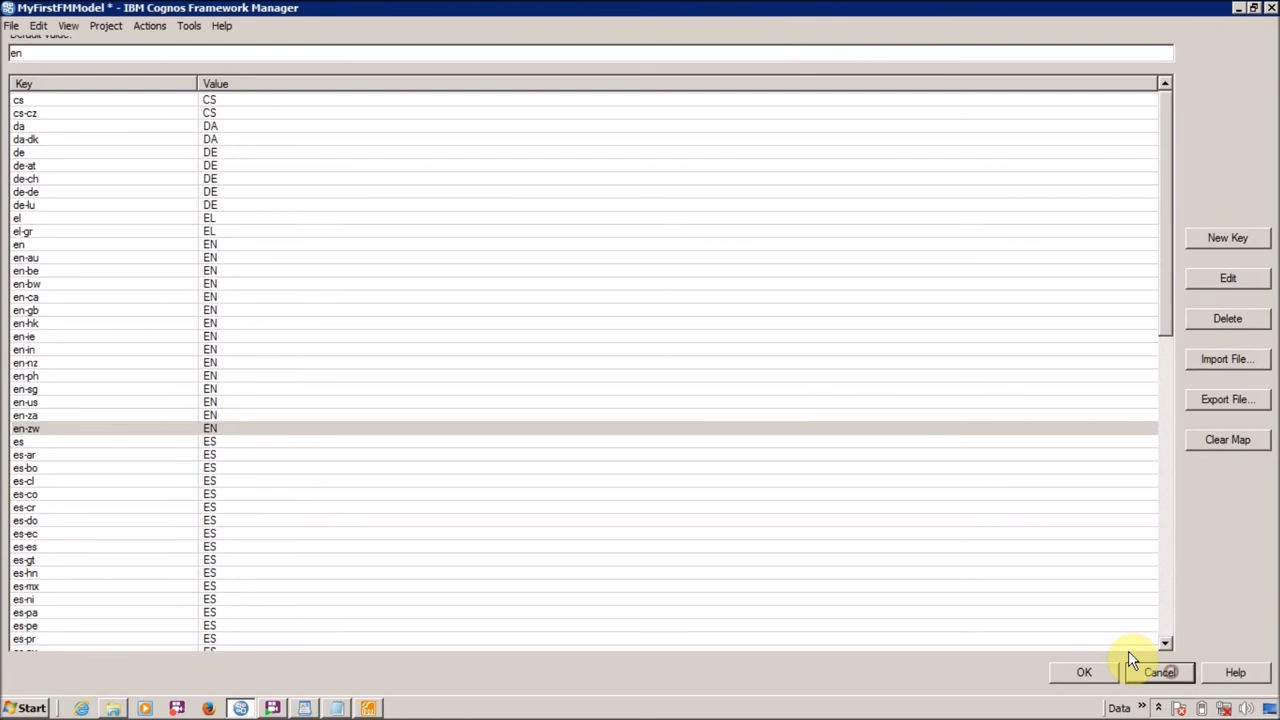 MyFirstFMModel * - IBM Cognos Framework Manager
File Edit View Project Actions Tools Help
Default Value:
en
Key Value
cs CS
cs-cz CS
da DA
da-dk DA
de DE
de-at DE
de-ch DE
de-de DE
de-lu DE
el EL
el-gr EL
en EN
en-au EN
en-be EN
en-bw EN
en-ca EN
en-gb EN
en-hk EN
en-ie EN
en-in EN
en-nz EN
en-ph EN
en-sg EN
en-us EN
en-za EN
en-zw EN
es ES
es-ar ES
es-bo ES
es-cl ES
es-co ES
es-cr ES
es-do ES
es-ec ES
es-es ES
es-gt ES
es-hn ES
es-mx ES
es-ni ES
es-pa ES
es-pe ES
es-pr ES
New Key
Edit
Delete
Import File...
Export File...
Clear Map
OK Cancel Help
Start Data